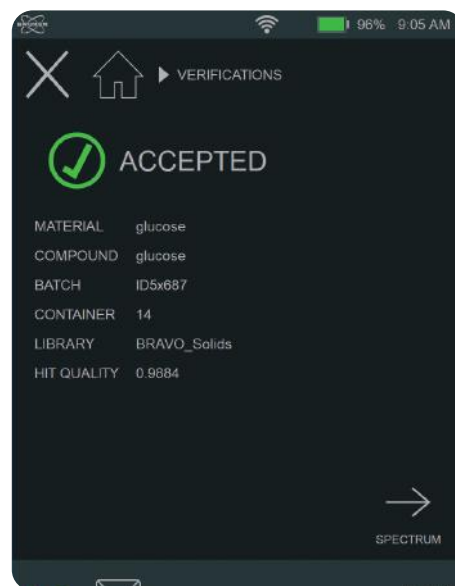 BRUKER
96% 9:05 AM
VERIFICATIONS
ACCEPTED
MATERIAL glucose
COMPOUND glucose
BATCH ID5x687
CONTAINER 14
LIBRARY BRAVO_Solids
HIT QUALITY 0.9884
SPECTRUM